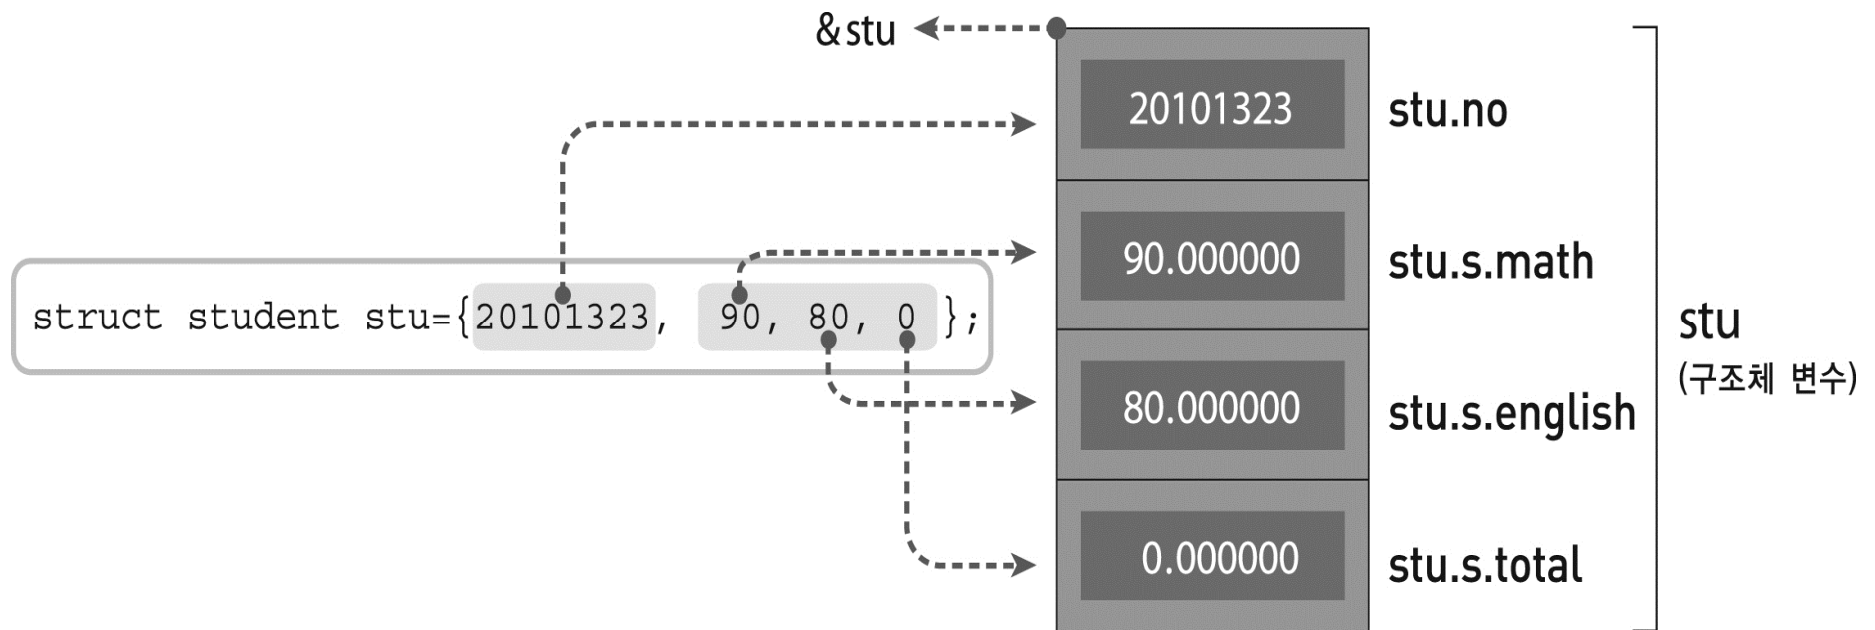 &stu
20101323 stu.no
90.000000 stu.s.math
struct student stu={20101323, 90, 80, 0 };
stu
(구조체 변수)
80.000000 stu.s.english
0.000000 stu.s.total